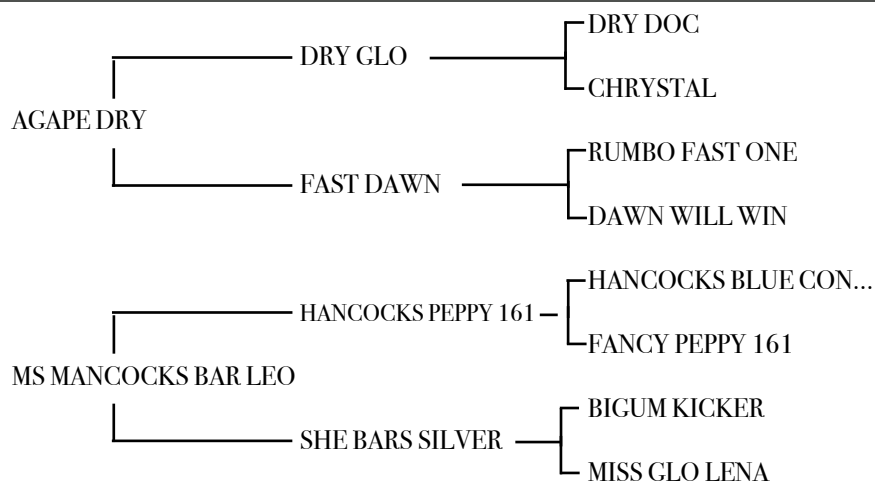 DRY DOC
DRY GLO
CHRYSTAL
AGAPE DRY
RUMBO FAST ONE
FAST DAWN
DAWN WILL WIN
HANCOCKS BLUE CON...
HANCOCKS PEPPY 161
FANCY PEPPY 161
MS MANCOCKS BAR LEO
BIGUM KICKER
SHE BARS SILVER
MISS GLO LENA